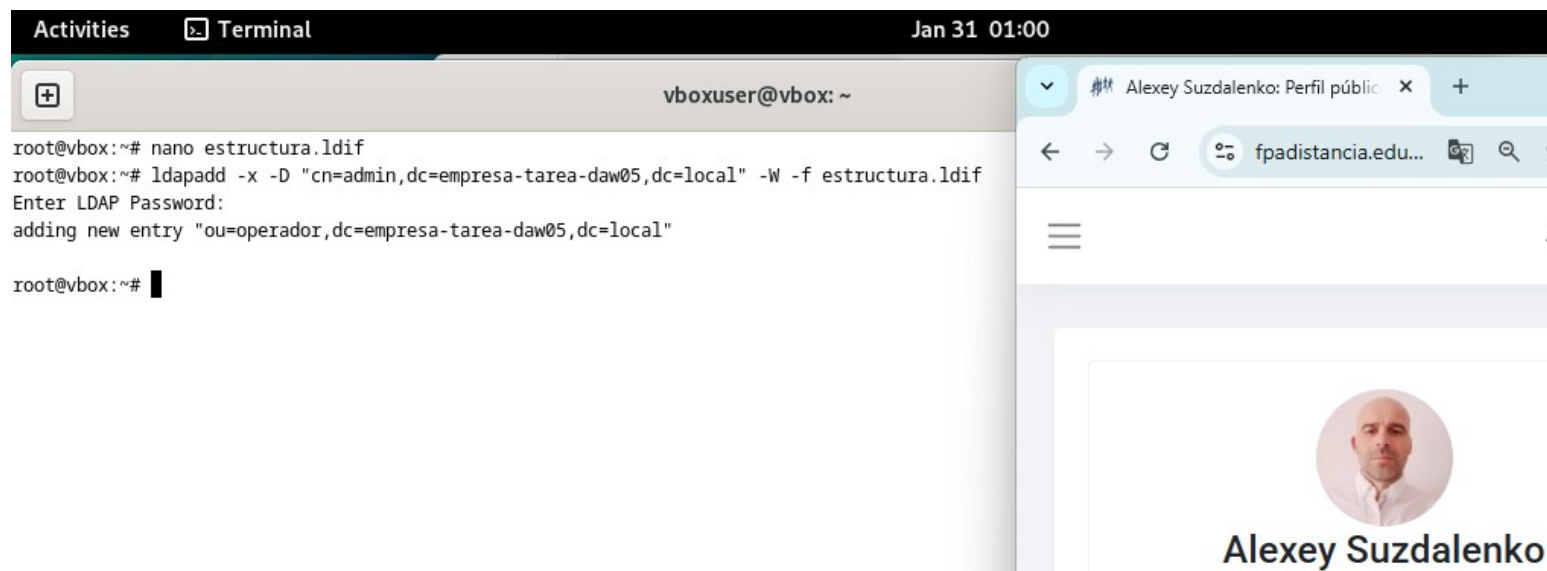 Activities Terminal Jan 31 01:00
vboxuser@vbox: ~
root@vbox:~# nano estructura.ldif
root@vbox:~# ldapadd -x -D "cn=admin,dc=empresa-tarea-daw05,dc=local" -W -f estructura.ldif
Enter LDAP Password:
adding new entry "ou=operador,dc=empresa-tarea-daw05,dc=local"
root@vbox:~#
Alexey Suzdalenko: Perfil públic
fpadistancia.edu...
Alexey Suzdalenko